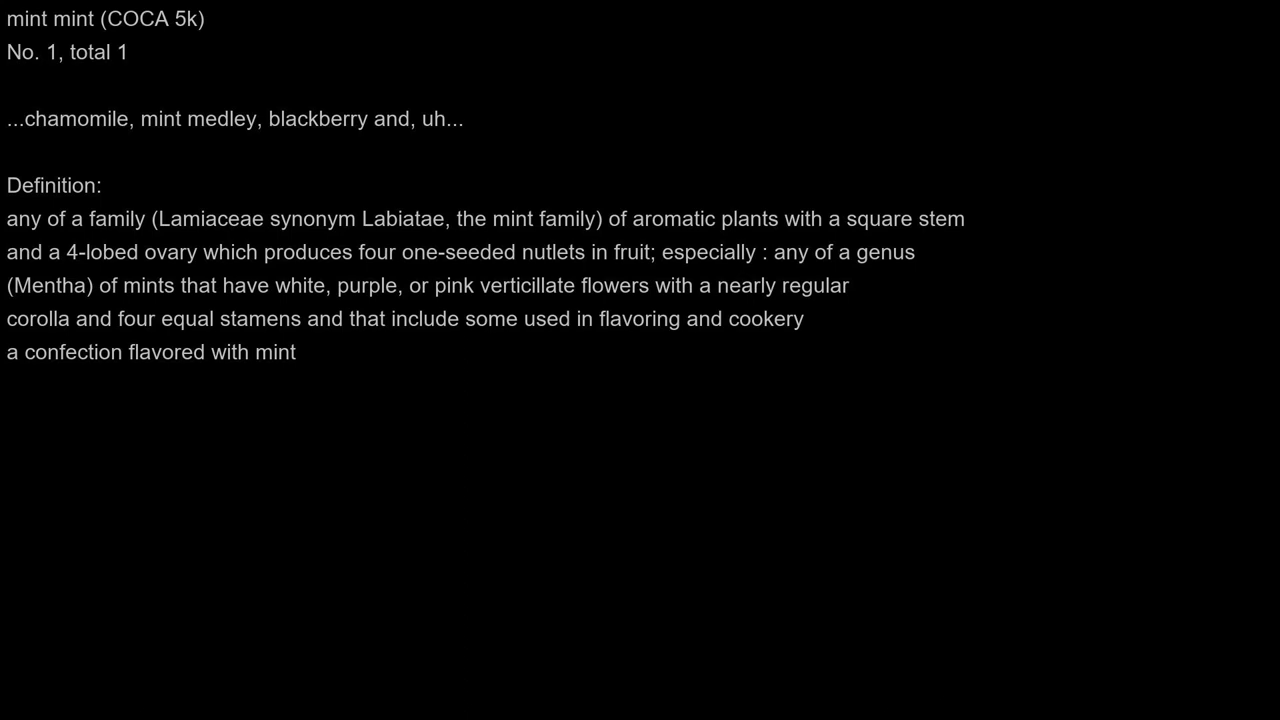 mint mint (COCA 5k)
No. 1, total 1
...chamomile, mint medley, blackberry and, uh...
Definition:
any of a family (Lamiaceae synonym Labiatae, the mint family) of aromatic plants with a square stem
and a 4-lobed ovary which produces four one-seeded nutlets in fruit; especially : any of a genus
(Mentha) of mints that have white, purple, or pink verticillate flowers with a nearly regular
corolla and four equal stamens and that include some used in flavoring and cookery
a confection flavored with mint